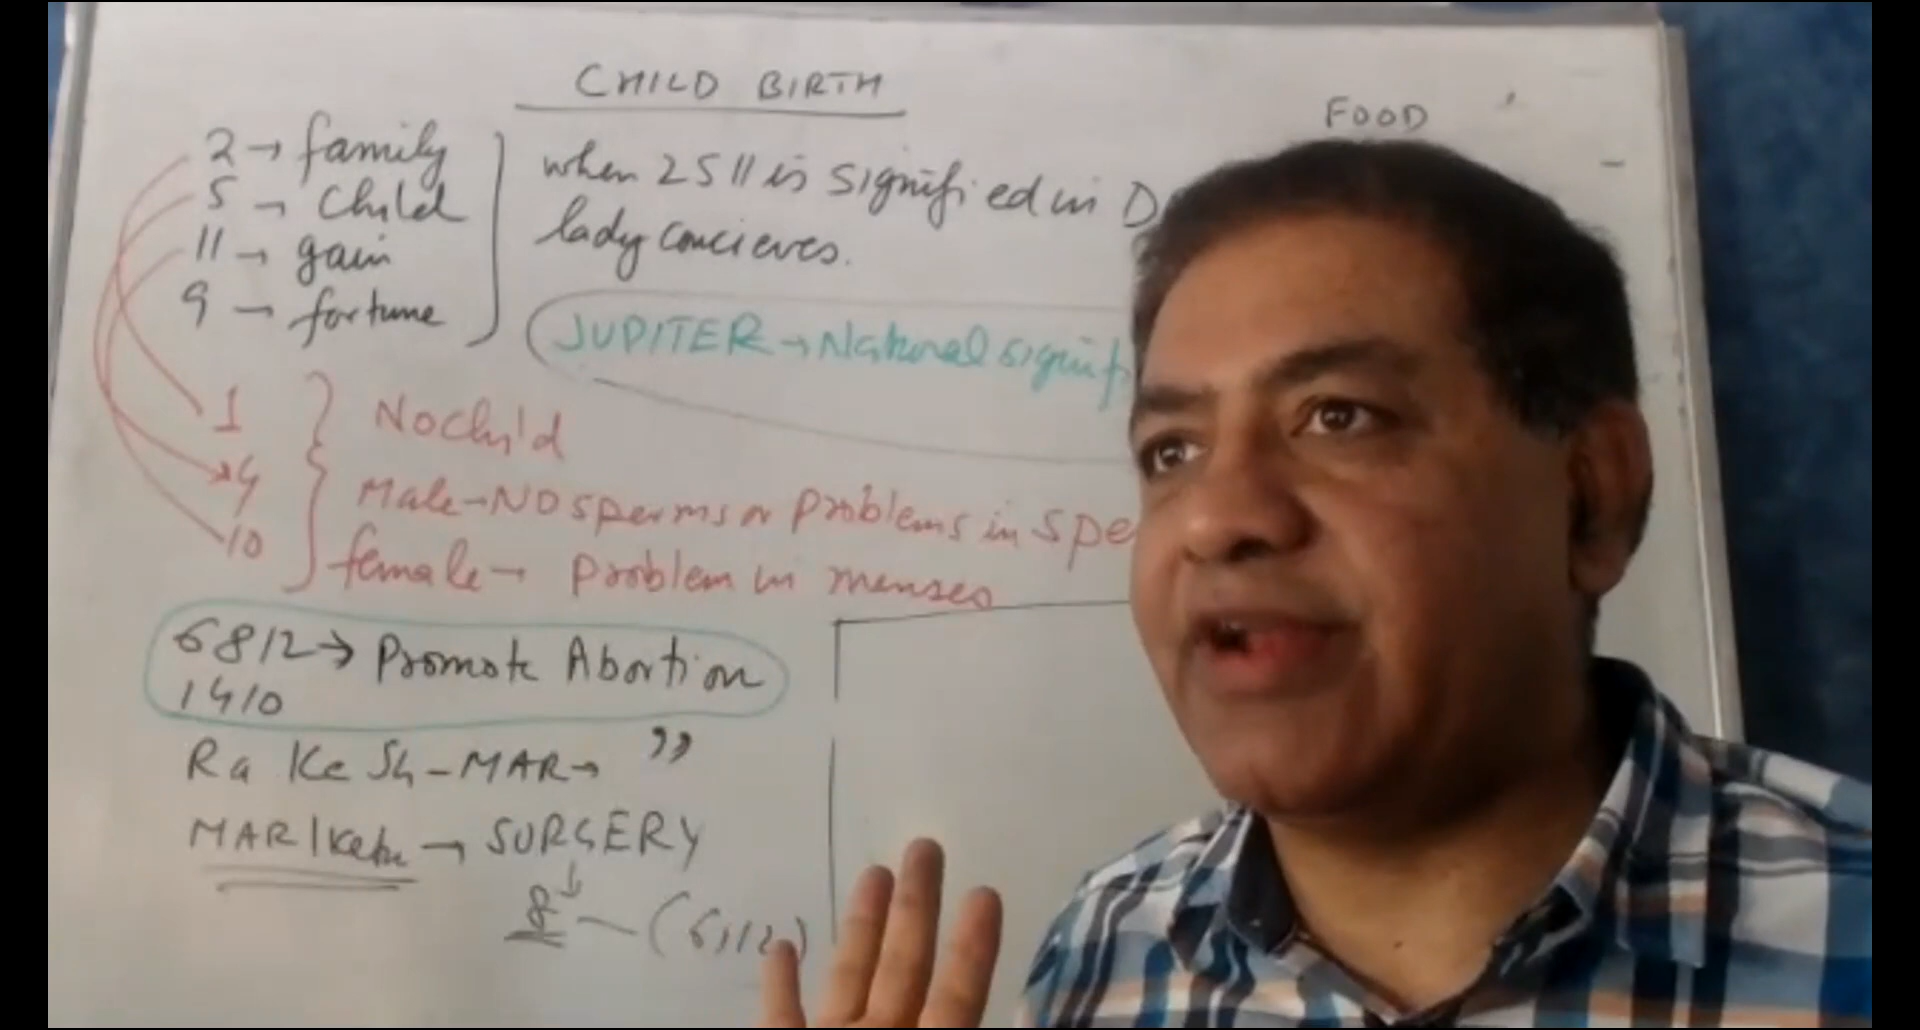 CHILD BIRTH
FOOD
2 → family
5 → child
11 → gain
9 → fortune
when 2 5 11 is signified in D
lady concieves.
JUPITER → Natural signif
1
4
10
No child
Male → NO sperms or problems in spe
female → Problem in menses
6 8 12 → Promote Abortion
1 4 10
Ra Ke Sh - MAR → ”
MAR/Ketu → SURGERY
↓
8 — (6, 12)